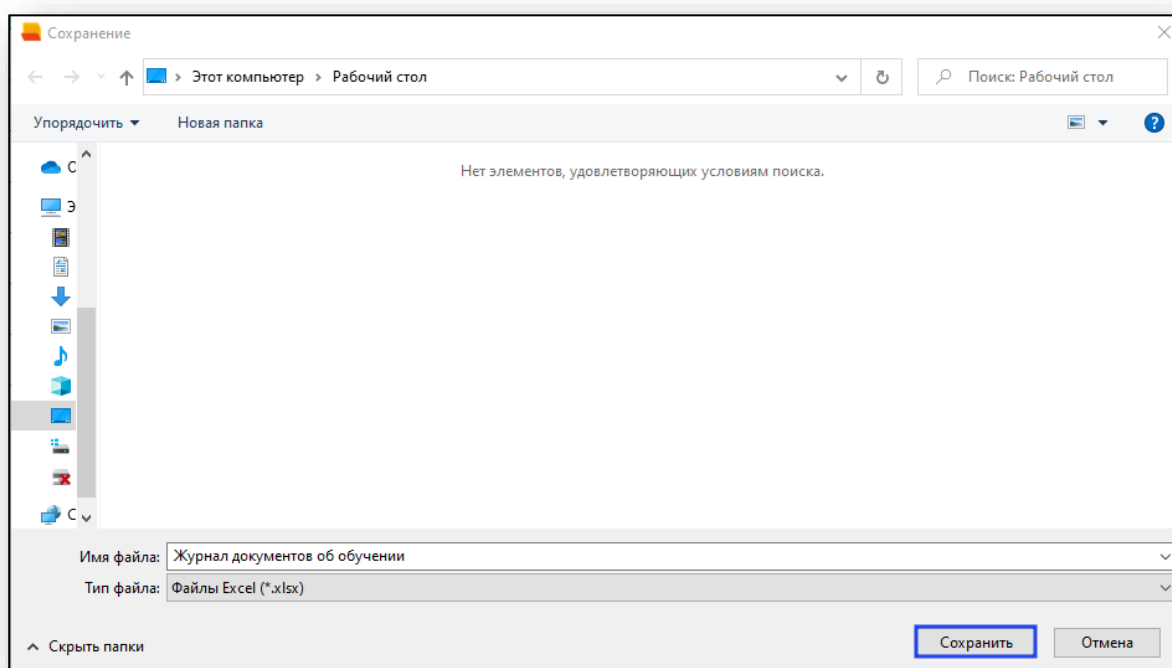 Сохранение
Этот компьютер › Рабочий стол
Поиск: Рабочий стол
Упорядочить
Новая папка
Нет элементов, удовлетворяющих условиям поиска.
О
Э
С
Имя файла: Журнал документов об обучении
Тип файла: Файлы Excel (*.xlsx)
Скрыть папки
Сохранить
Отмена